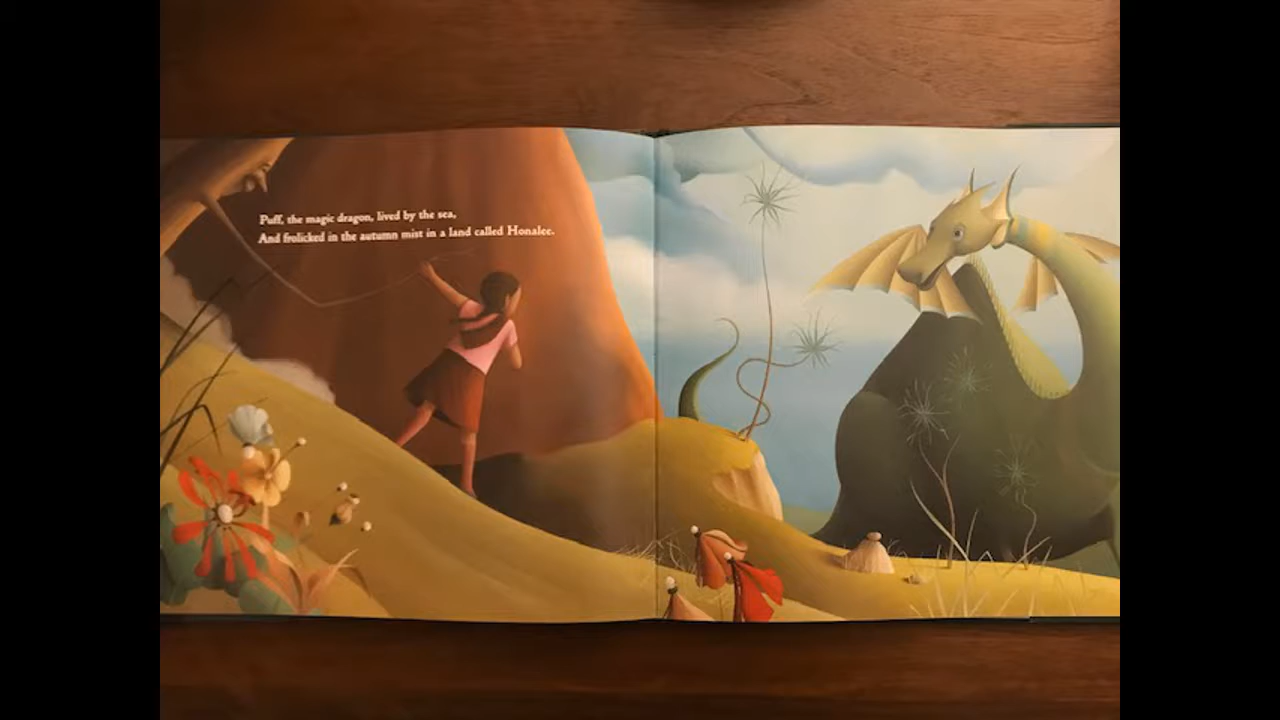 Puff, the magic dragon, lived by the sea,
And frolicked in the autumn mist in a land called Honalee.